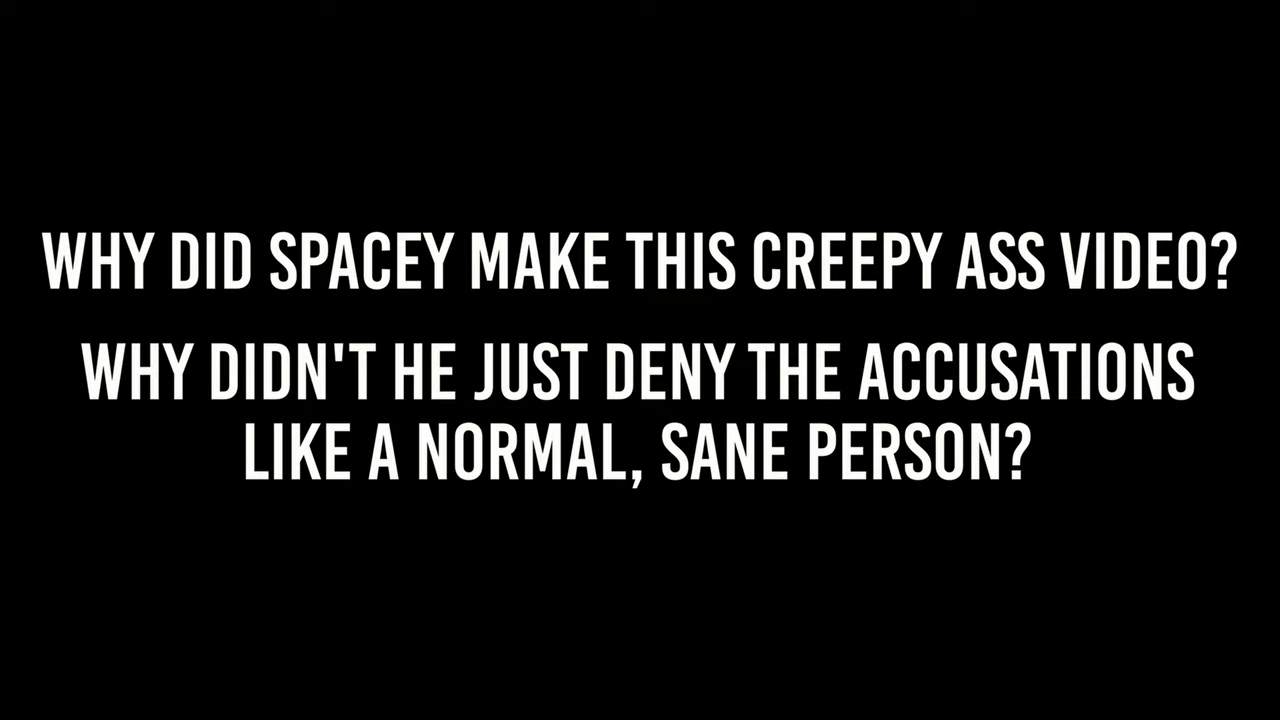 WHY DID SPACEY MAKE THIS CREEPY ASS VIDEO?
WHY DIDN'T HE JUST DENY THE ACCUSATIONS
LIKE A NORMAL, SANE PERSON?